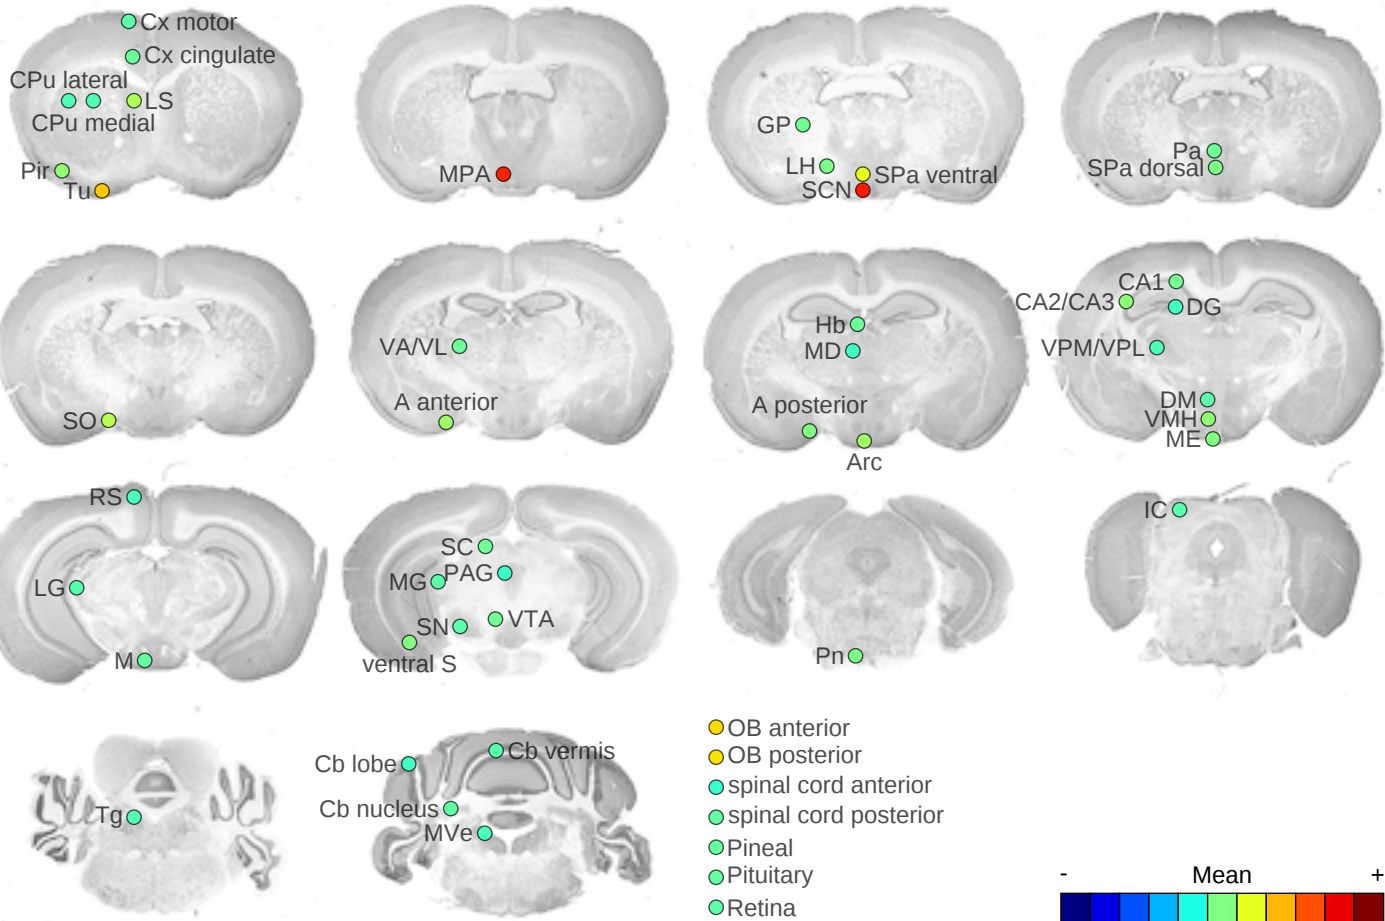 Cx motor
Cx cingulate
CPu lateral
LS
CPu medial
Pir
Tu
MPA
GP
LH
SPa ventral
SCN
Pa
SPa dorsal
SO
VA/VL
A anterior
Hb
MD
A posterior
Arc
CA1
CA2/CA3
DG
VPM/VPL
DM
VMH
ME
RS
LG
M
SC
MG
PAG
SN
VTA
ventral S
Pn
IC
Tg
Cb lobe
Cb vermis
Cb nucleus
MVe
OB anterior
OB posterior
spinal cord anterior
spinal cord posterior
Pineal
Pituitary
Retina
- Mean +